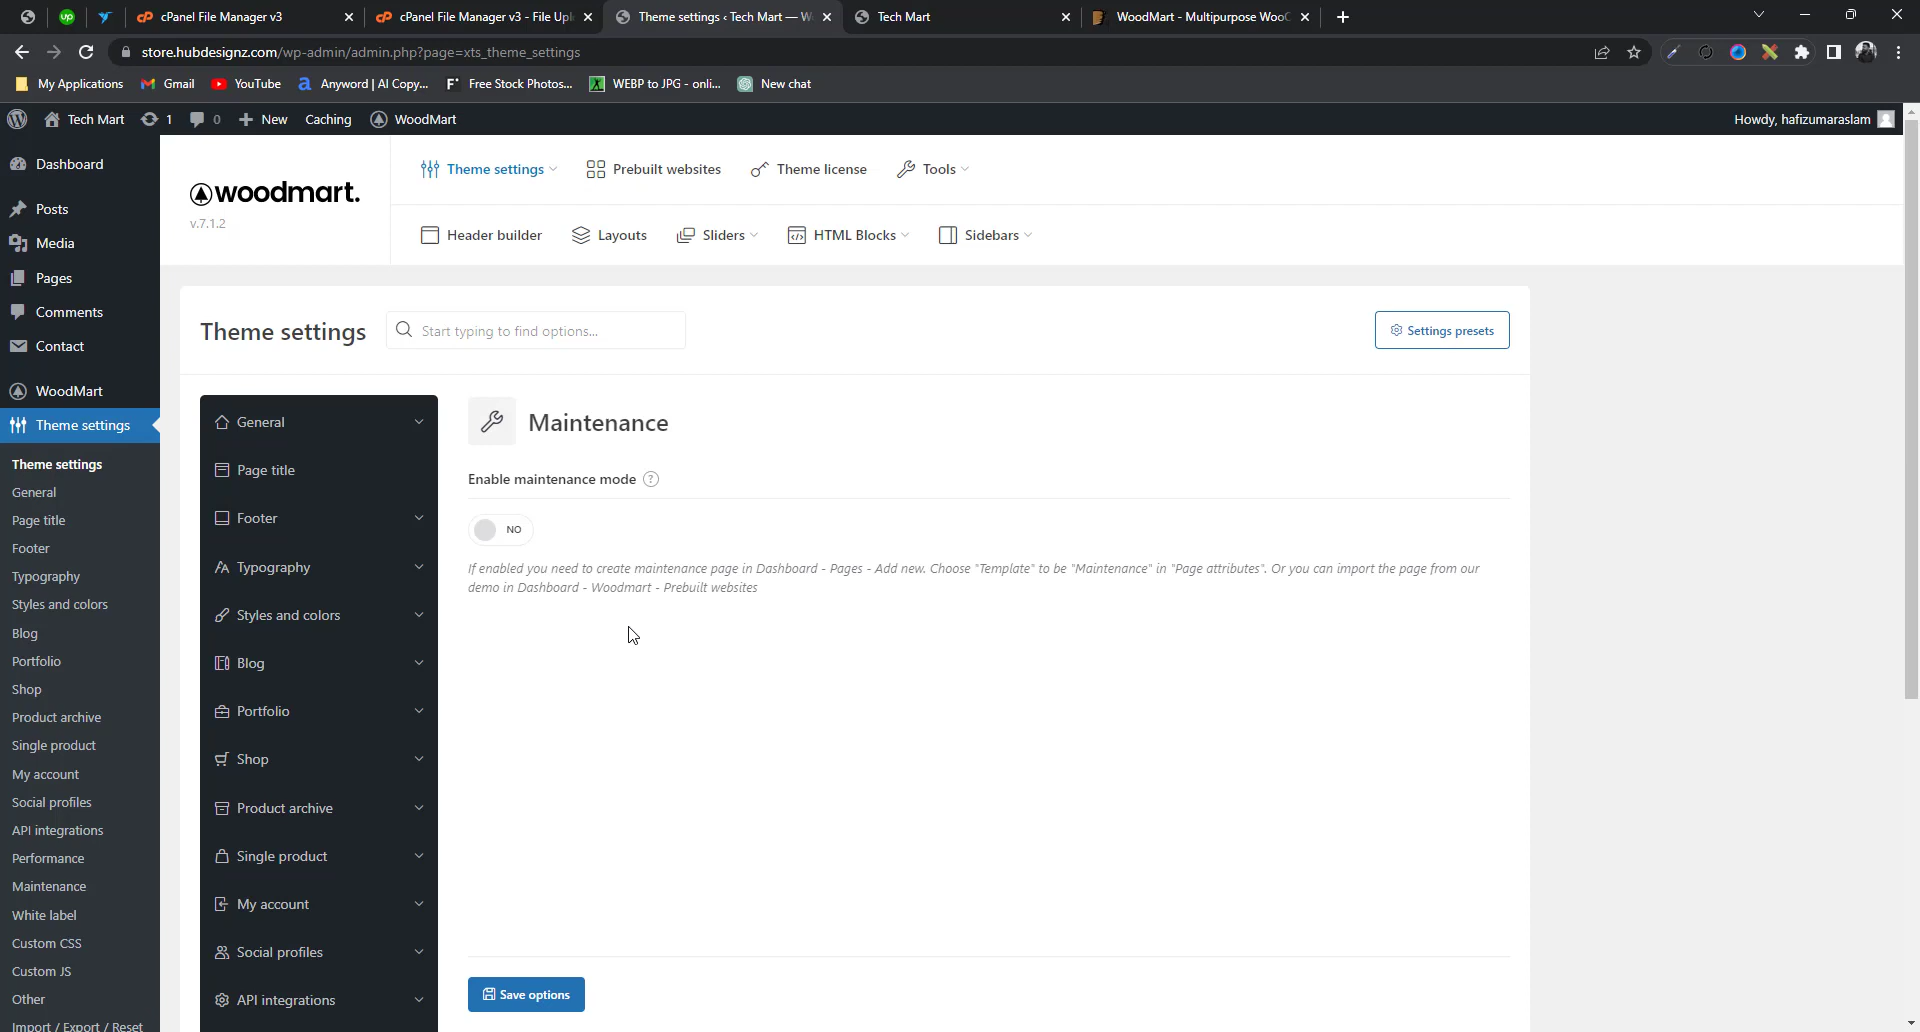 cPanel File Manager v3
cPanel File Manager v3 - File Upl
Theme settings ‹ Tech Mart — W
Tech Mart
WoodMart - Multipurpose WooC
store.hubdesignz.com/wp-admin/admin.php?page=xts_theme_settings
My Applications
Gmail
YouTube
Anyword | AI Copy...
Free Stock Photos...
WEBP to JPG - onli...
New chat
Tech Mart
1
0
New
Caching
WoodMart
Howdy, hafizumaraslam
Dashboard
Posts
Media
Pages
Comments
Contact
WoodMart
Theme settings
Theme settings
General
Page title
Footer
Typography
Styles and colors
Blog
Portfolio
Shop
Product archive
Single product
My account
Social profiles
API integrations
Performance
Maintenance
White label
Custom CSS
Custom JS
Other
Import / Export / Reset
woodmart.
v.7.1.2
Theme settings
Prebuilt websites
Theme license
Tools
Header builder
Layouts
Sliders
HTML Blocks
Sidebars
Theme settings
Start typing to find options...
Settings presets
General
Page title
Footer
Typography
Styles and colors
Blog
Portfolio
Shop
Product archive
Single product
My account
Social profiles
API integrations
Maintenance
Enable maintenance mode ?
NO
If enabled you need to create maintenance page in Dashboard - Pages - Add new. Choose "Template" to be "Maintenance" in "Page attributes". Or you can import the page from our
demo in Dashboard - Woodmart - Prebuilt websites
Save options